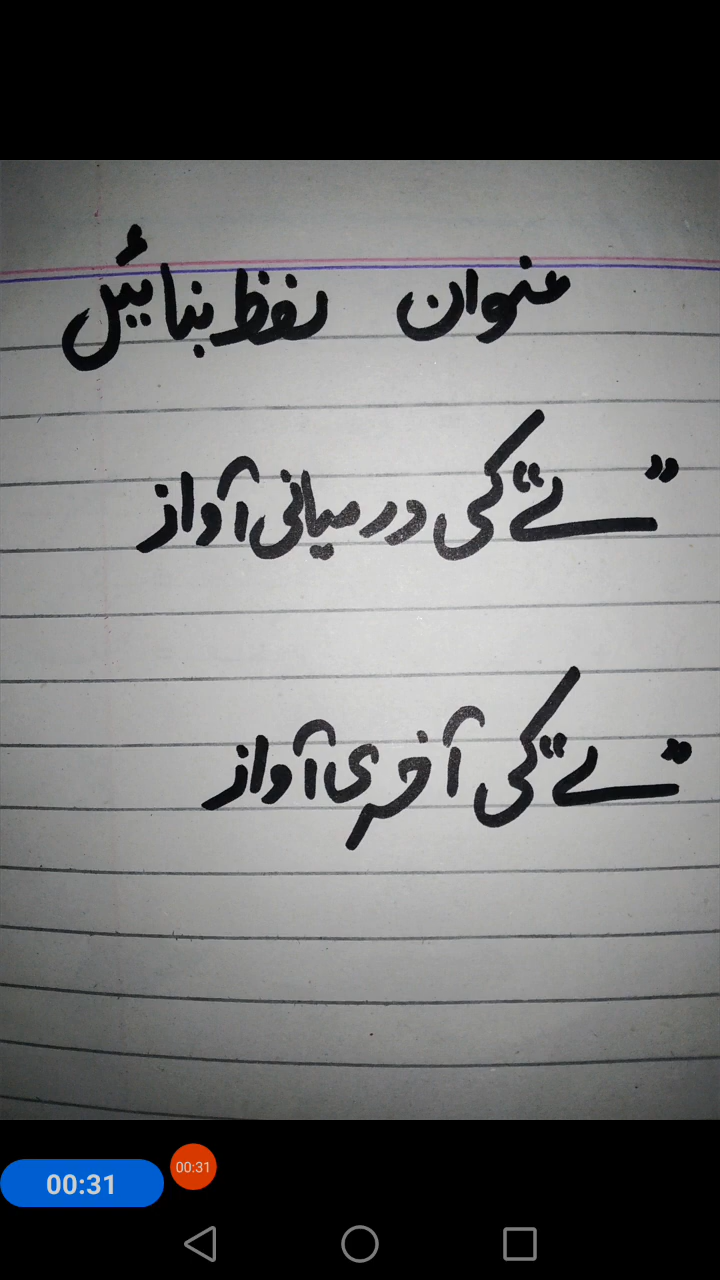 عنوان لفظ بنائیں
”ے“ کی درمیانی آواز
”ے“ کی آخری آواز
00:31
00:31